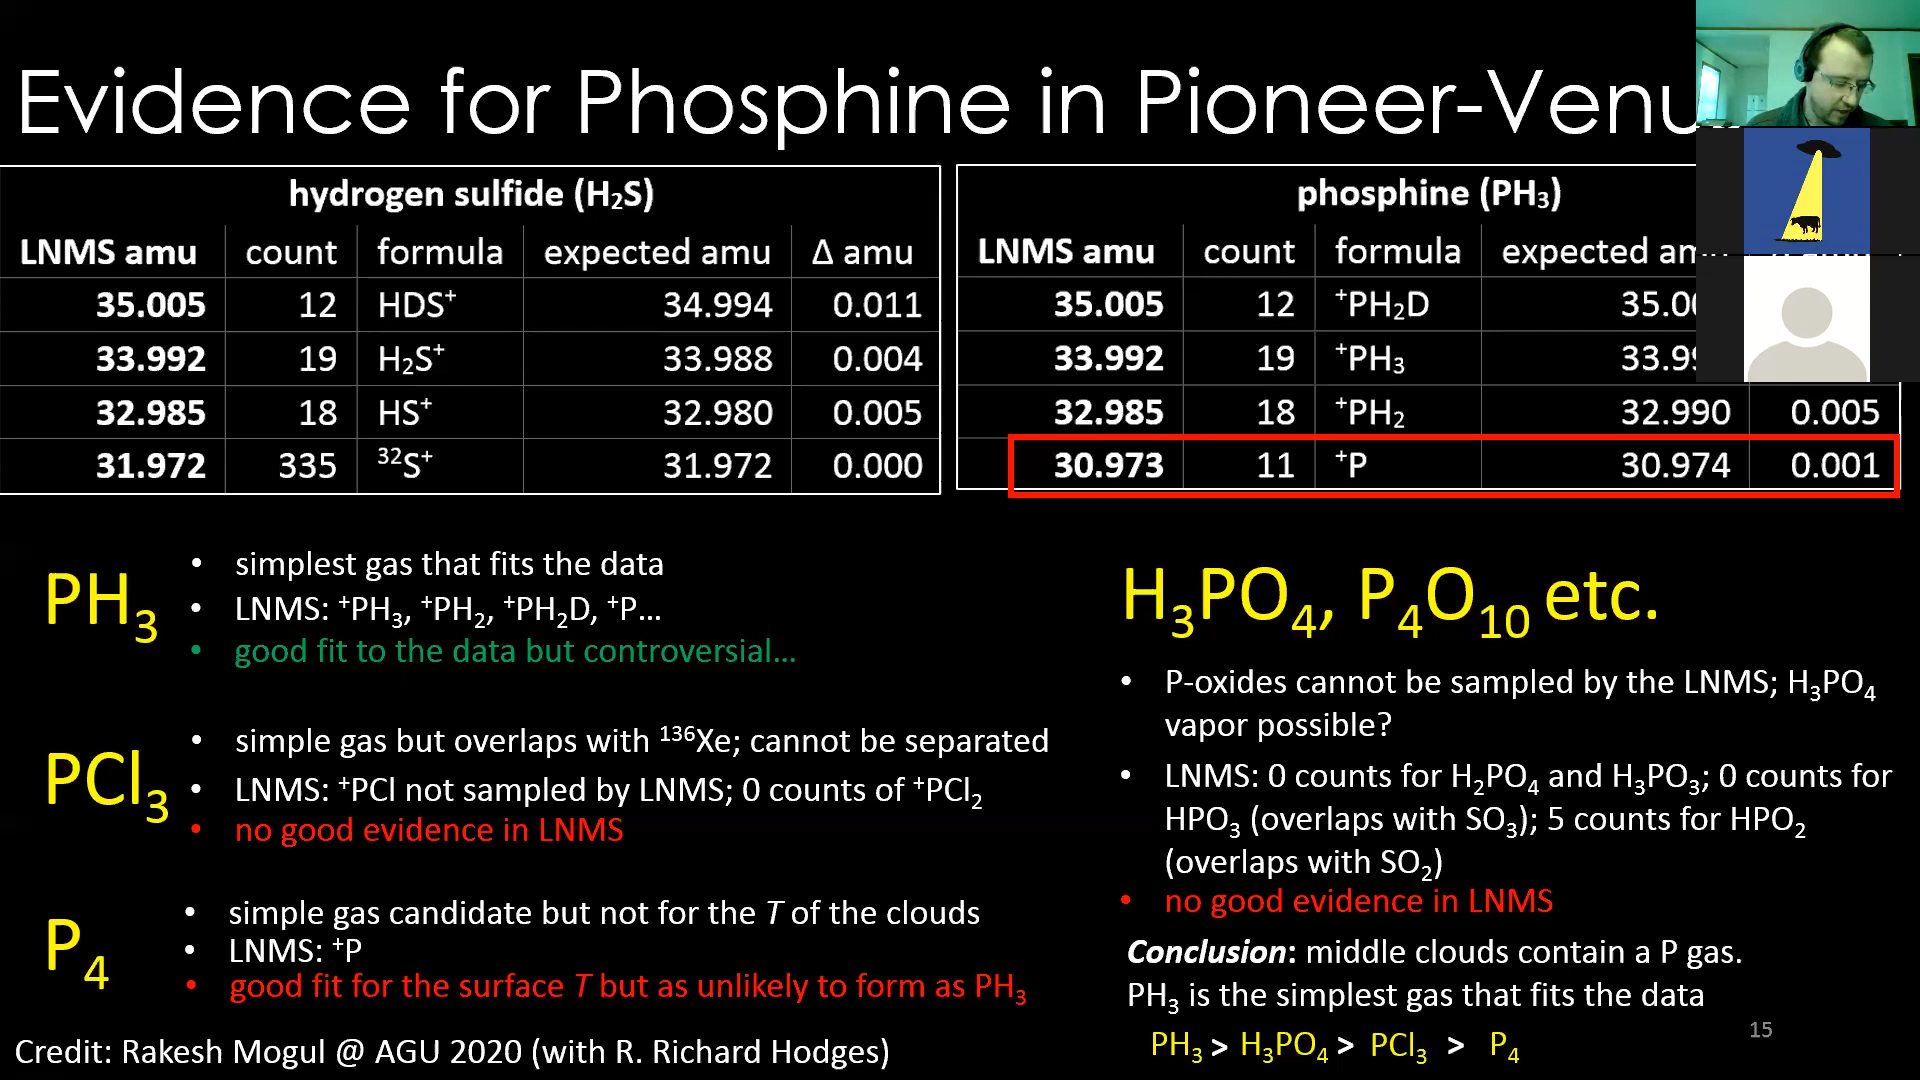 Evidence for Phosphine in Pioneer-Venu
hydrogen sulfide (H₂S)
LNMS amu count formula expected amu Δ amu
35.005 12 HDS⁺ 34.994 0.011
33.992 19 H₂S⁺ 33.988 0.004
32.985 18 HS⁺ 32.980 0.005
31.972 335 ³²S⁺ 31.972 0.000
phosphine (PH₃)
LNMS amu count formula expected
35.005 12 ⁺PH₂D
33.992 19 ⁺PH₃
32.985 18 ⁺PH₂ 32.990 0.005
30.973 11 ⁺P 30.974 0.001
PH₃
• simplest gas that fits the data
• LNMS: ⁺PH₃, ⁺PH₂, ⁺PH₂D, ⁺P…
• good fit to the data but controversial…
PCl₃
• simple gas but overlaps with ¹³⁶Xe; cannot be separated
• LNMS: ⁺PCl not sampled by LNMS; 0 counts of ⁺PCl₂
• no good evidence in LNMS
P₄
• simple gas candidate but not for the T of the clouds
• LNMS: ⁺P
• good fit for the surface T but as unlikely to form as PH₃
H₃PO₄, P₄O₁₀ etc.
• P-oxides cannot be sampled by the LNMS; H₃PO₄
vapor possible?
• LNMS: 0 counts for H₂PO₄ and H₃PO₃; 0 counts for
HPO₃ (overlaps with SO₃); 5 counts for HPO₂
(overlaps with SO₂)
• no good evidence in LNMS
Conclusion: middle clouds contain a P gas.
PH₃ is the simplest gas that fits the data
PH₃ > H₃PO₄ > PCl₃ > P₄
15
Credit: Rakesh Mogul @ AGU 2020 (with R. Richard Hodges)